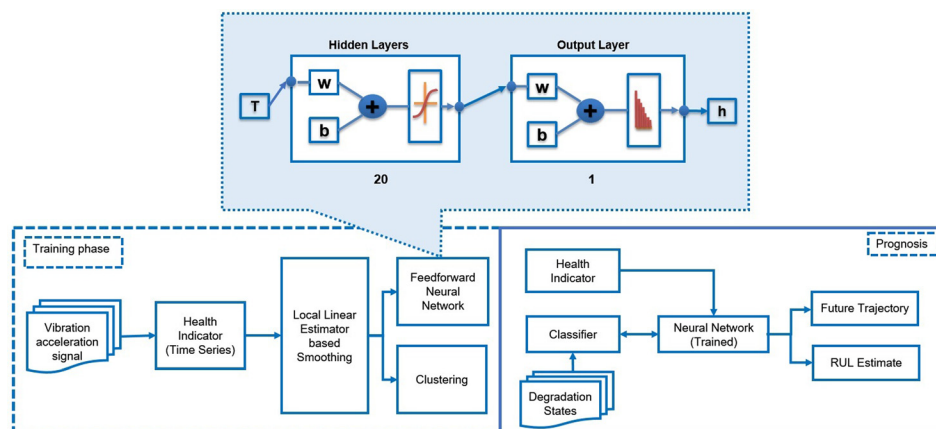 Hidden Layers
Output Layer
T
w
b
+
w
b
+
h
20
1
Training phase
Vibration
acceleration
signal
Health
Indicator
(Time Series)
Local Linear
Estimator
based
Smoothing
Feedforward
Neural
Network
Clustering
Prognosis
Health
Indicator
Classifier
Degradation
States
Neural Network
(Trained)
Future Trajectory
RUL Estimate